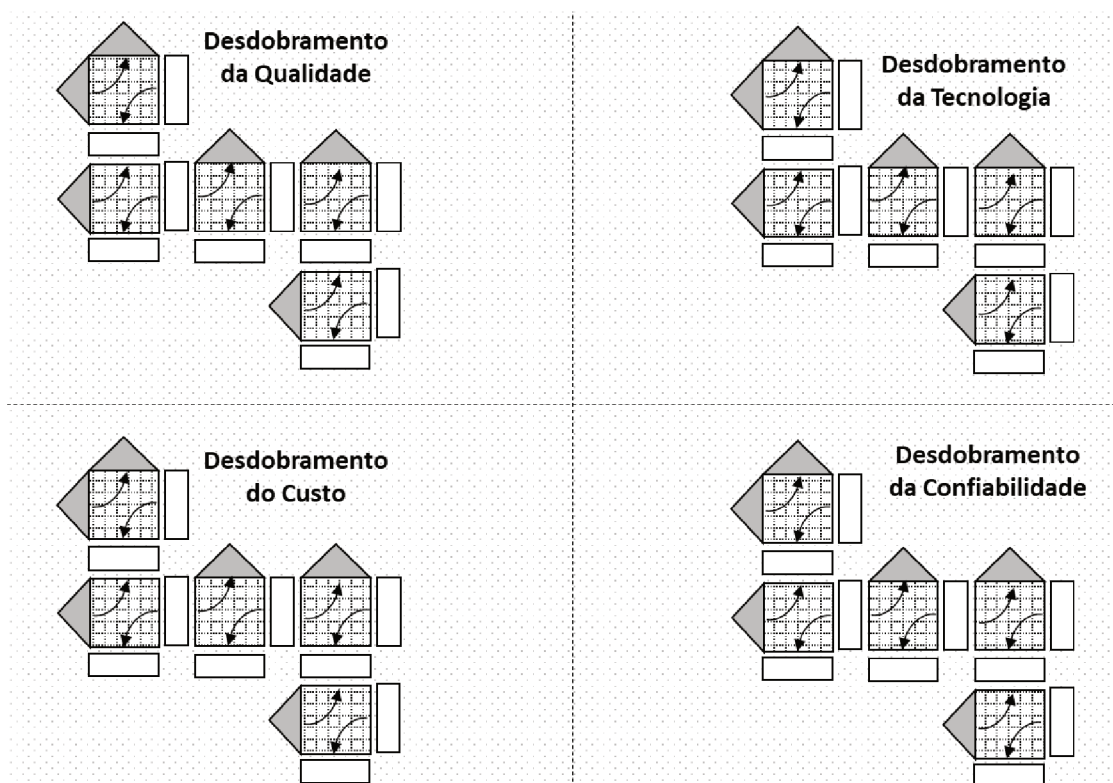 Desdobramento
da Qualidade
Desdobramento
da Tecnologia
Desdobramento
do Custo
Desdobramento
da Confiabilidade